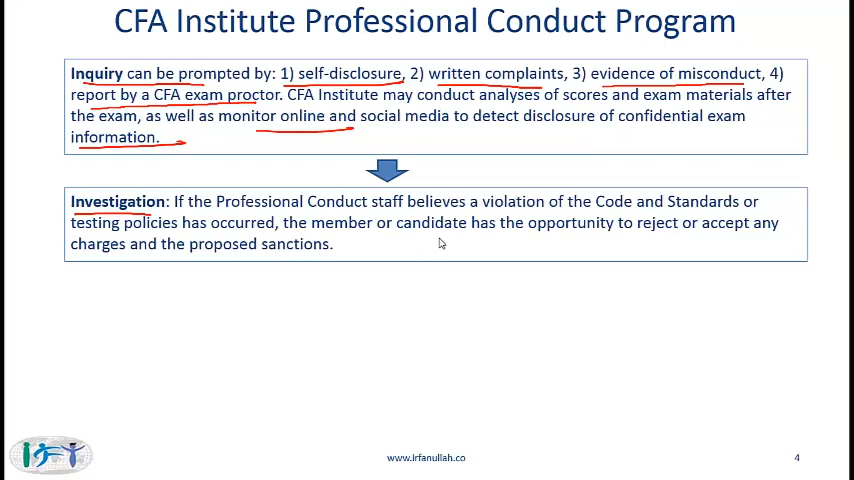 CFA Institute Professional Conduct Program
Inquiry can be prompted by: 1) self-disclosure, 2) written complaints, 3) evidence of misconduct, 4)
report by a CFA exam proctor. CFA Institute may conduct analyses of scores and exam materials after
the exam, as well as monitor online and social media to detect disclosure of confidential exam
information.
Investigation: If the Professional Conduct staff believes a violation of the Code and Standards or
testing policies has occurred, the member or candidate has the opportunity to reject or accept any
charges and the proposed sanctions.
www.irfanullah.co
4